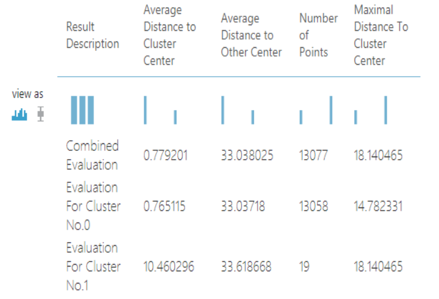 Result Description
Average Distance to Cluster Center
Average Distance to Other Center
Number of Points
Maximal Distance To Cluster Center
view as
Combined Evaluation 0.779201 33.038025 13077 18.140465
Evaluation For Cluster No.0 0.765115 33.03718 13058 14.782331
Evaluation For Cluster No.1 10.460296 33.618668 19 18.140465